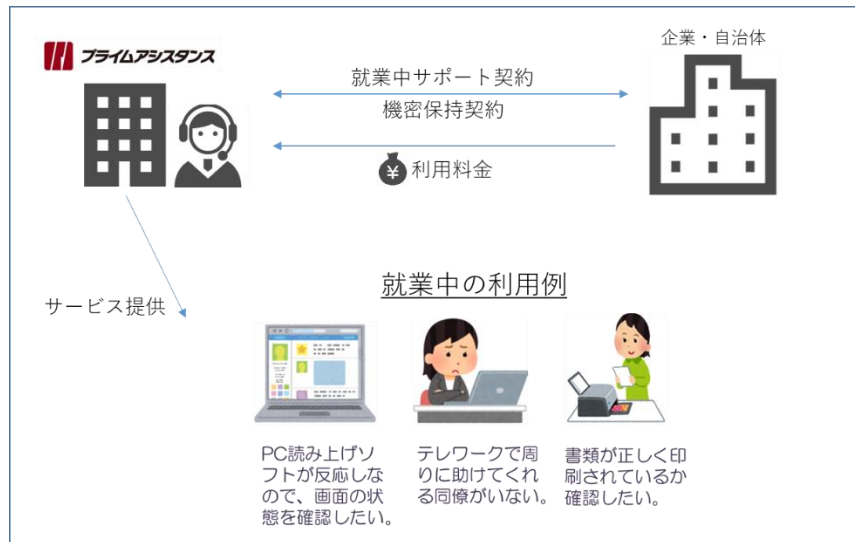 プライムアシスタンス
企業・自治体
就業中サポート契約
機密保持契約
¥
利用料金
サービス提供
就業中の利用例
PC読み上げソ
フトが反応しな
ので、画面の状
態を確認したい。
テレワークで周
りに助けてくれ
る同僚がいない。
書類が正しく印
刷されているか
確認したい。